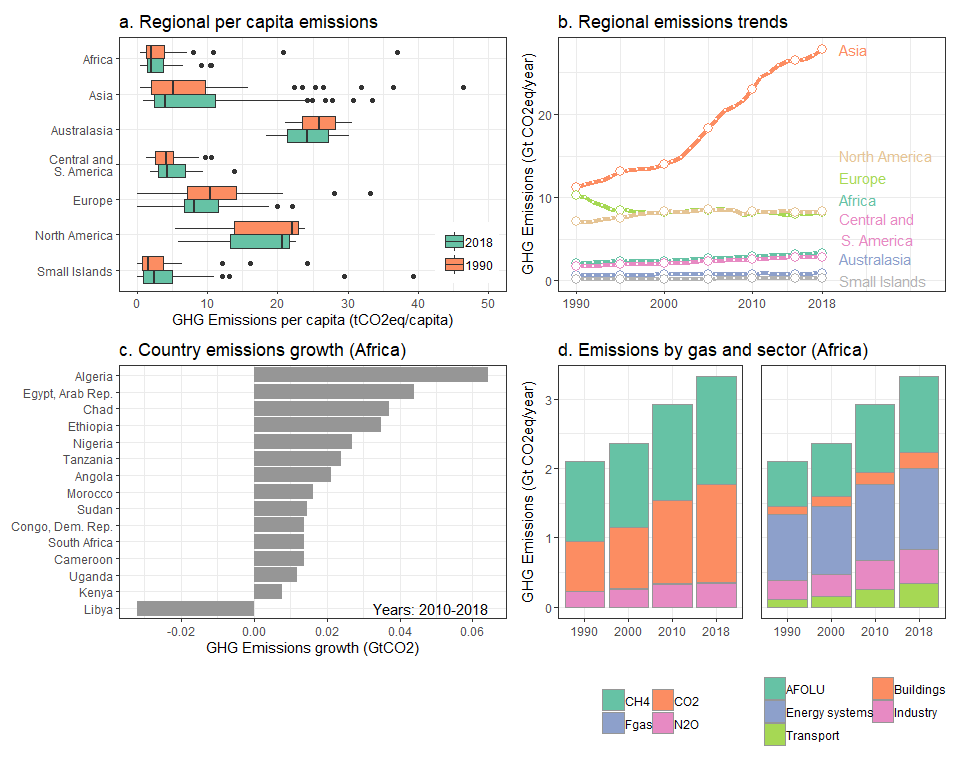 a. Regional per capita emissions
Africa
Asia
Australasia
Central and
S. America
Europe
North America
Small Islands
2018
1990
0
10
20
30
40
50
GHG Emissions per capita (tCO2eq/capita)
b. Regional emissions trends
GHG Emissions (Gt CO2eq/year)
20
10
0
Asia
North America
Europe
Africa
Central and
S. America
Australasia
Small Islands
1990
2000
2010
2018
c. Country emissions growth (Africa)
Algeria
Egypt, Arab Rep.
Chad
Ethiopia
Nigeria
Tanzania
Angola
Morocco
Sudan
Congo, Dem. Rep.
South Africa
Cameroon
Uganda
Kenya
Libya
Years: 2010-2018
-0.02
0.00
0.02
0.04
0.06
GHG Emissions growth (GtCO2)
d. Emissions by gas and sector (Africa)
GHG Emissions (Gt CO2eq/year)
3
2
1
0
1990
2000
2010
2018
1990
2000
2010
2018
CH4
CO2
Fgas
N2O
AFOLU
Buildings
Energy systems
Industry
Transport